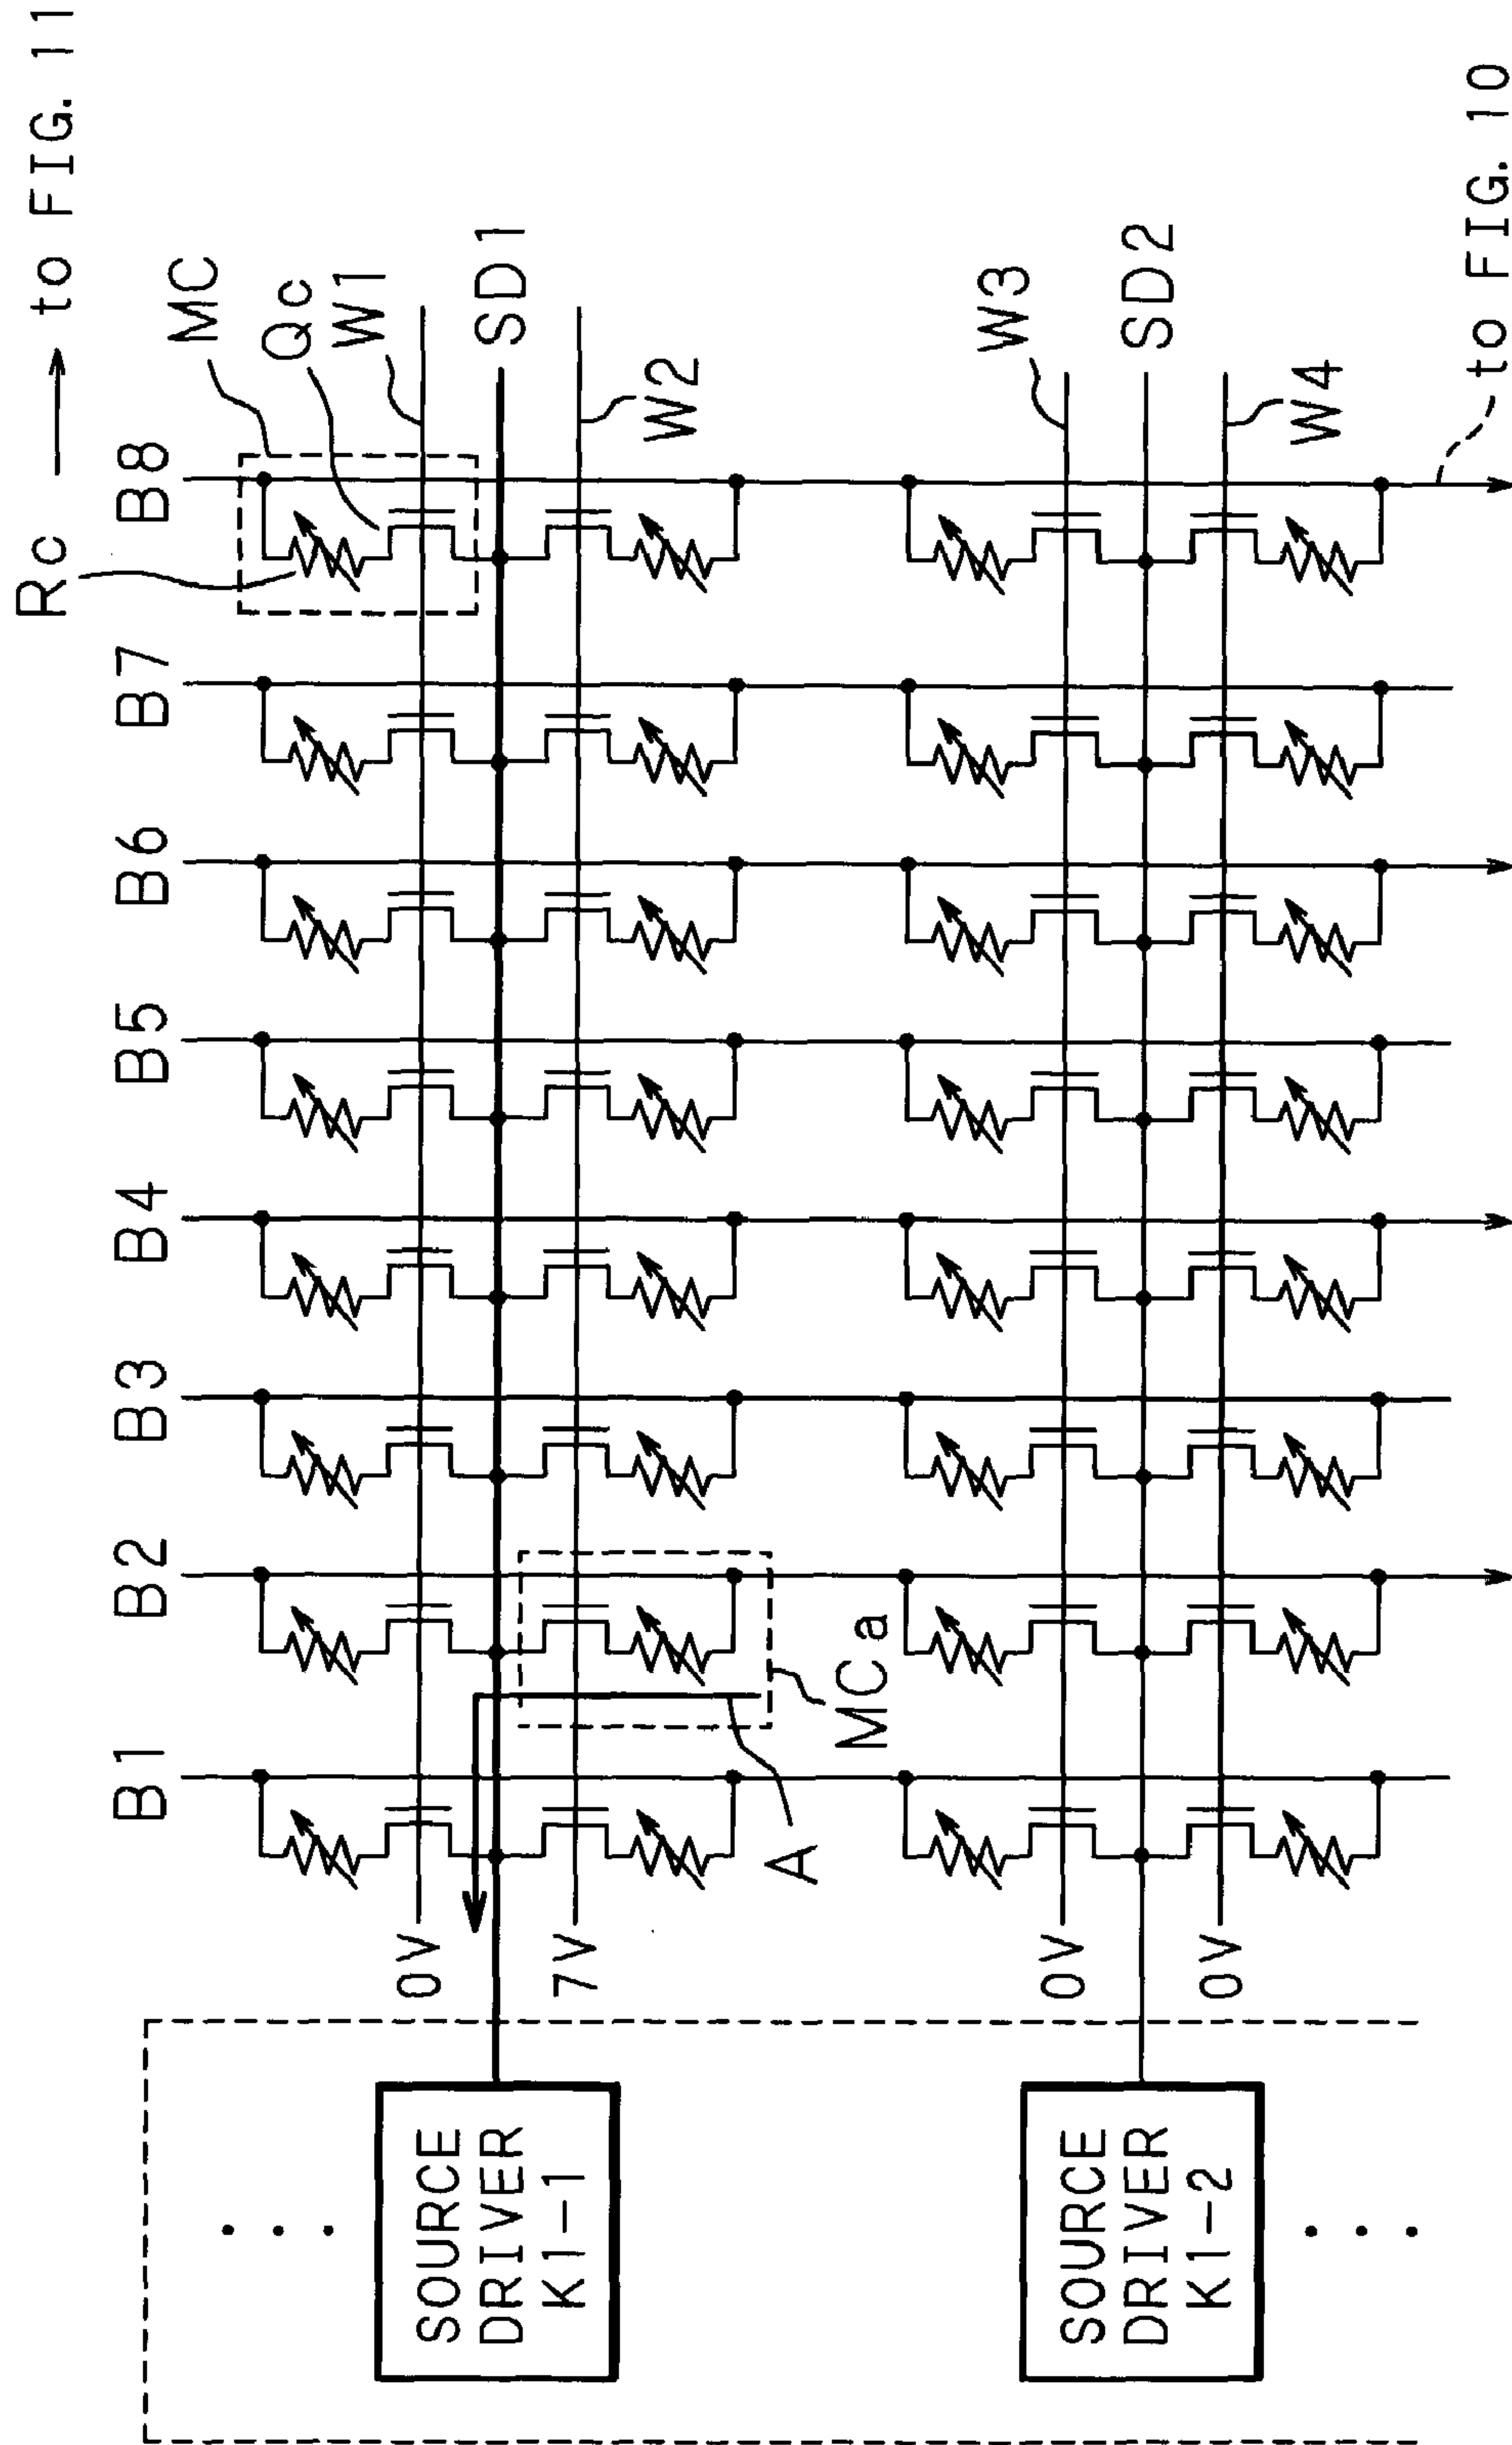 to FIG. 11
Rc
MC
Qc
W1
SD1
W2
W3
SD2
W4
B1
B2
B3
B4
B5
B6
B7
B8
MCa
A
0V
7V
0V
0V
SOURCE
DRIVER
K1-1
SOURCE
DRIVER
K1-2
to FIG. 10